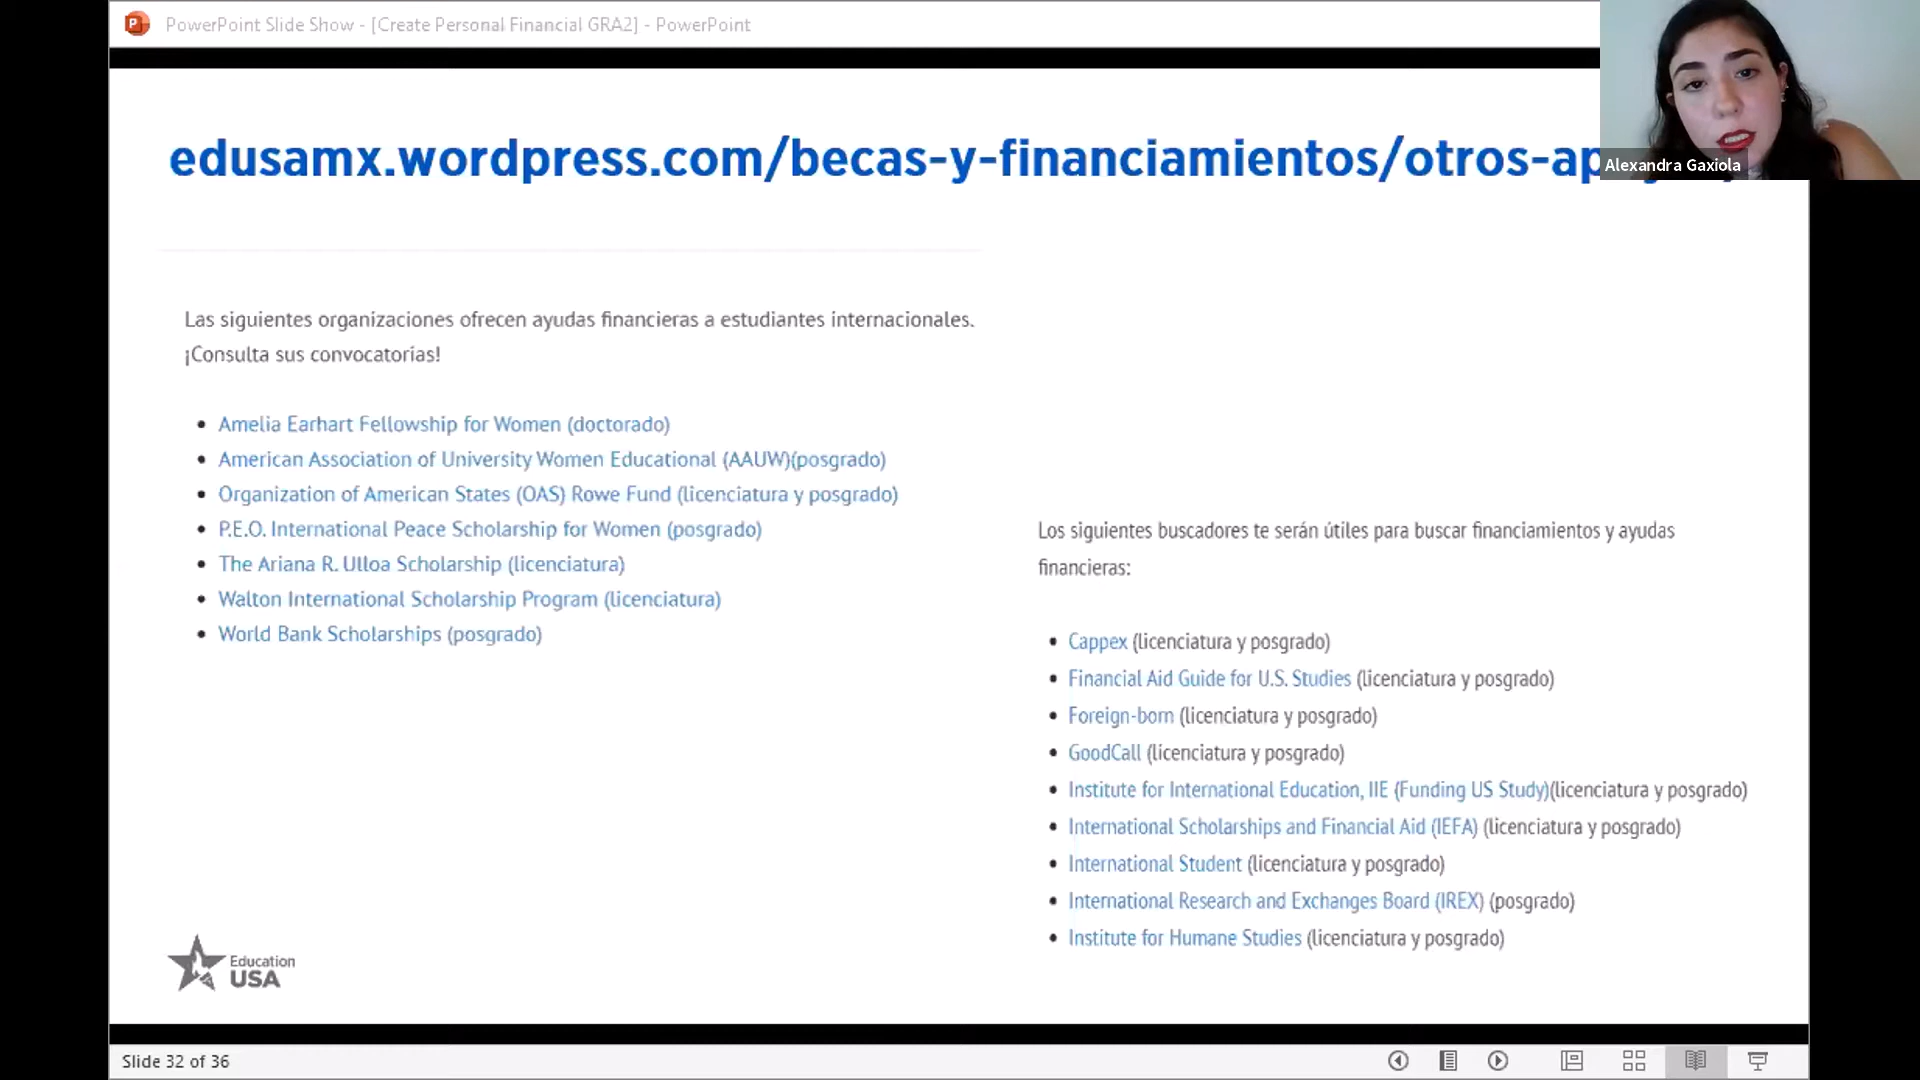 PowerPoint Slide Show - [Create Personal Financial GRA2] - PowerPoint
edusamx.wordpress.com/becas-y-financiamientos/otros-ap
Alexandra Gaxiola
Las siguientes organizaciones ofrecen ayudas financieras a estudiantes internacionales.
¡Consulta sus convocatorias!
• Amelia Earhart Fellowship for Women (doctorado)
• American Association of University Women Educational (AAUW)(posgrado)
• Organization of American States (OAS) Rowe Fund (licenciatura y posgrado)
• P.E.O. International Peace Scholarship for Women (posgrado)
• The Ariana R. Ulloa Scholarship (licenciatura)
• Walton International Scholarship Program (licenciatura)
• World Bank Scholarships (posgrado)
Los siguientes buscadores te serán útiles para buscar financiamientos y ayudas
financieras:
• Cappex (licenciatura y posgrado)
• Financial Aid Guide for U.S. Studies (licenciatura y posgrado)
• Foreign-born (licenciatura y posgrado)
• GoodCall (licenciatura y posgrado)
• Institute for International Education, IIE (Funding US Study)(licenciatura y posgrado)
• International Scholarships and Financial Aid (IEFA) (licenciatura y posgrado)
• International Student (licenciatura y posgrado)
• International Research and Exchanges Board (IREX) (posgrado)
• Institute for Humane Studies (licenciatura y posgrado)
Education
USA
Slide 32 of 36